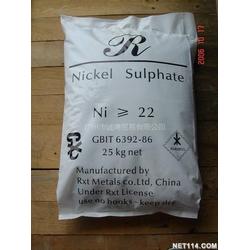 2006 10 17
R
Nickel Sulphate
Ni ≥ 22
GBIT 6392-86
25 kg net
Manufactured by
Rxt Metals co.Ltd, China
Under Rxt License
use no hooks-keep dry
NET114.com